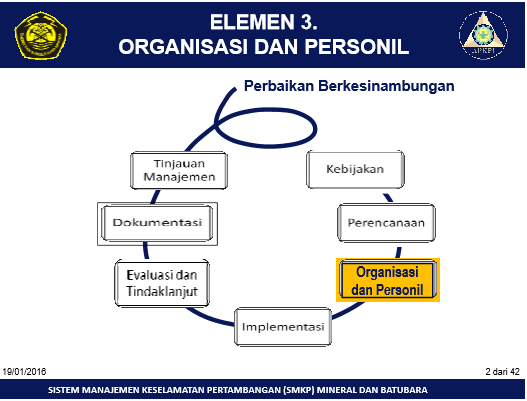 ELEMEN 3.
ORGANISASI DAN PERSONIL
APKPI
Perbaikan Berkesinambungan
Tinjauan
Manajemen
Kebijakan
Dokumentasi
Perencanaan
Evaluasi dan
Tindaklanjut
Organisasi
dan Personil
Implementasi
19/01/2016
2 dari 42
SISTEM MANAJEMEN KESELAMATAN PERTAMBANGAN (SMKP) MINERAL DAN BATUBARA